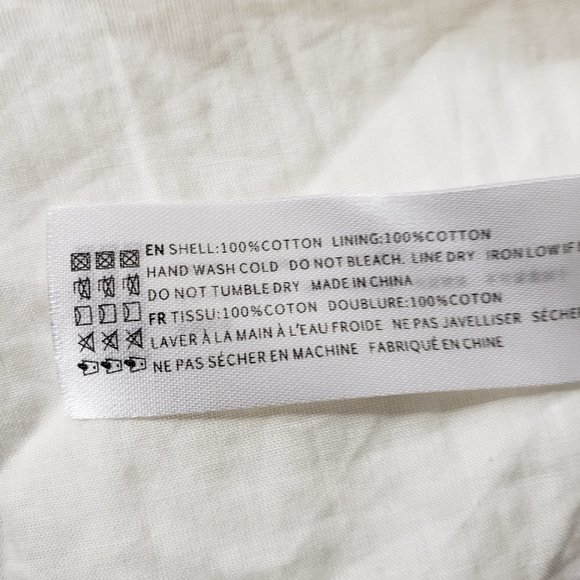 EN SHELL:100%COTTON LINING:100%COTTON
HAND WASH COLD DO NOT BLEACH. LINE DRY IRON LOW IF
DO NOT TUMBLE DRY MADE IN CHINA
FR TISSU:100%COTON DOUBLURE:100%COTON
LAVER À LA MAIN À L'EAU FROIDE NE PAS JAVELLISER SÉCHER
NE PAS SÉCHER EN MACHINE FABRIQUÉ EN CHINE